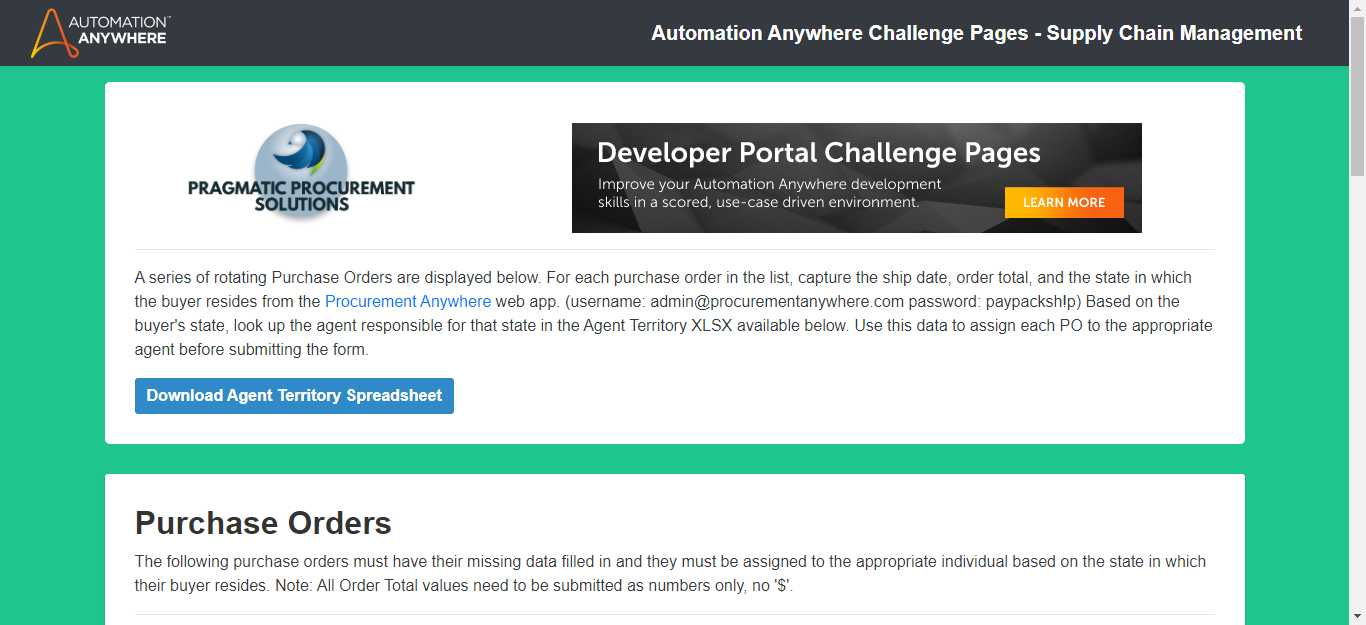 AUTOMATION™
ANYWHERE
Automation Anywhere Challenge Pages - Supply Chain Management
PRAGMATIC PROCUREMENT
SOLUTIONS
Developer Portal Challenge Pages
Improve your Automation Anywhere development
skills in a scored, use-case driven environment.
LEARN MORE
A series of rotating Purchase Orders are displayed below. For each purchase order in the list, capture the ship date, order total, and the state in which
the buyer resides from the Procurement Anywhere web app. (username: admin@procurementanywhere.com password: paypacksh!p) Based on the
buyer's state, look up the agent responsible for that state in the Agent Territory XLSX available below. Use this data to assign each PO to the appropriate
agent before submitting the form.
Download Agent Territory Spreadsheet
Purchase Orders
The following purchase orders must have their missing data filled in and they must be assigned to the appropriate individual based on the state in which
their buyer resides. Note: All Order Total values need to be submitted as numbers only, no '$'.